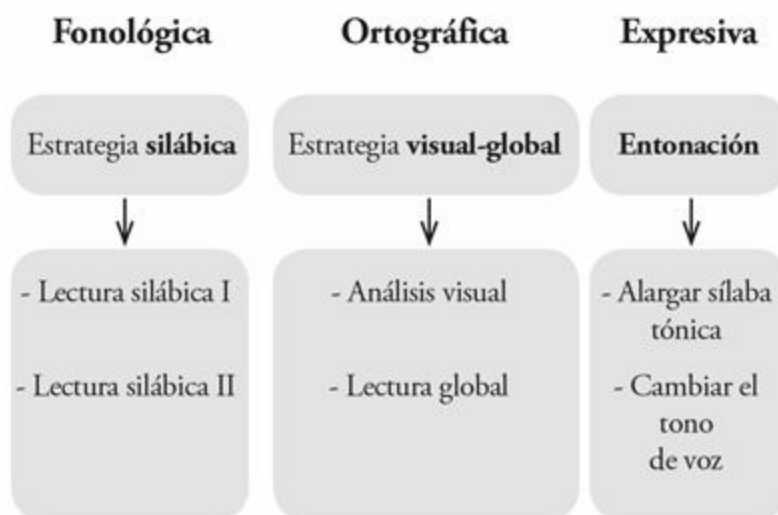 Fonológica
Estrategia silábica
- Lectura silábica I
- Lectura silábica II
Ortográfica
Estrategia visual-global
- Análisis visual
- Lectura global
Expresiva
Entonación
- Alargar sílaba
tónica
- Cambiar el
tono
de voz